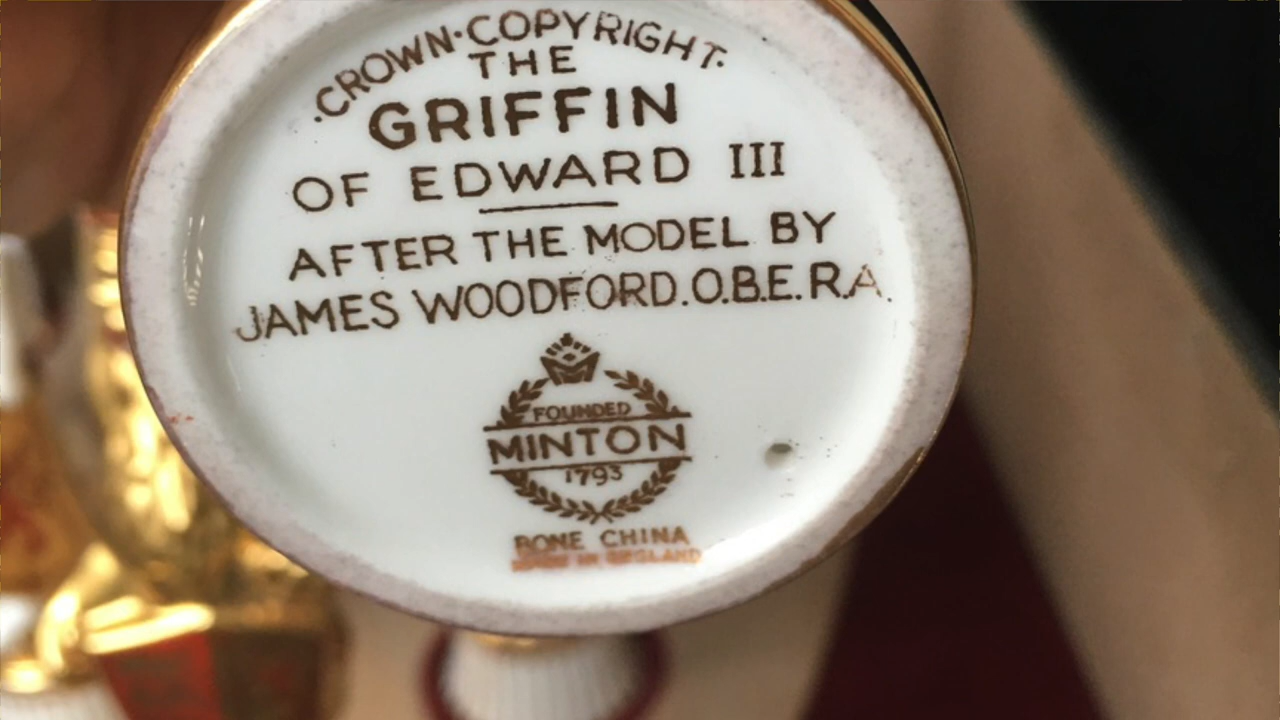 ·CROWN·COPYRIGHT·
THE
GRIFFIN
OF EDWARD III
AFTER THE MODEL BY
JAMES WOODFORD.O.B.E.R.A.
FOUNDED
MINTON
1793
BONE CHINA
MADE IN ENGLAND